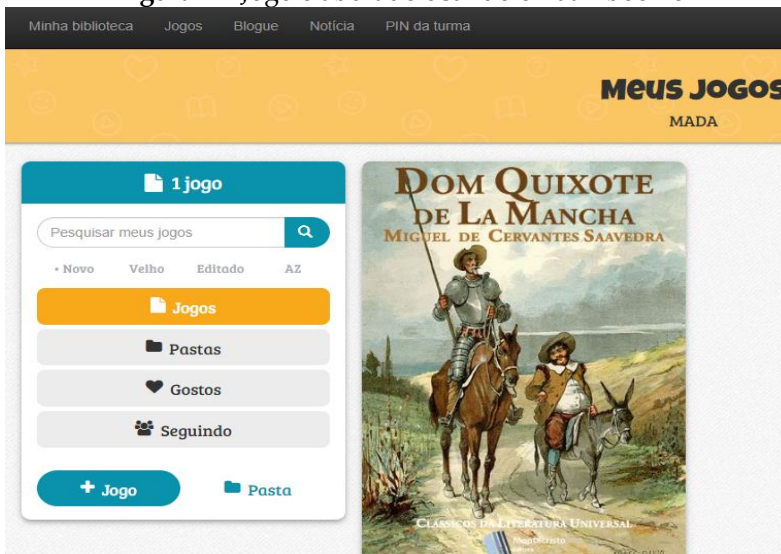 Minha biblioteca Jogos Blogue Notícia PIN da turma
Meus Jogos
MADA
1 jogo
Pesquisar meus jogos
• Novo Velho Editado AZ
Jogos
Pastas
Gostos
Seguindo
+ Jogo Pasta
DOM QUIXOTE
DE LA MANCHA
MIGUEL DE CERVANTES SAAVEDRA
CLÁSSICOS DA LITERATURA UNIVERSAL
Montecristo